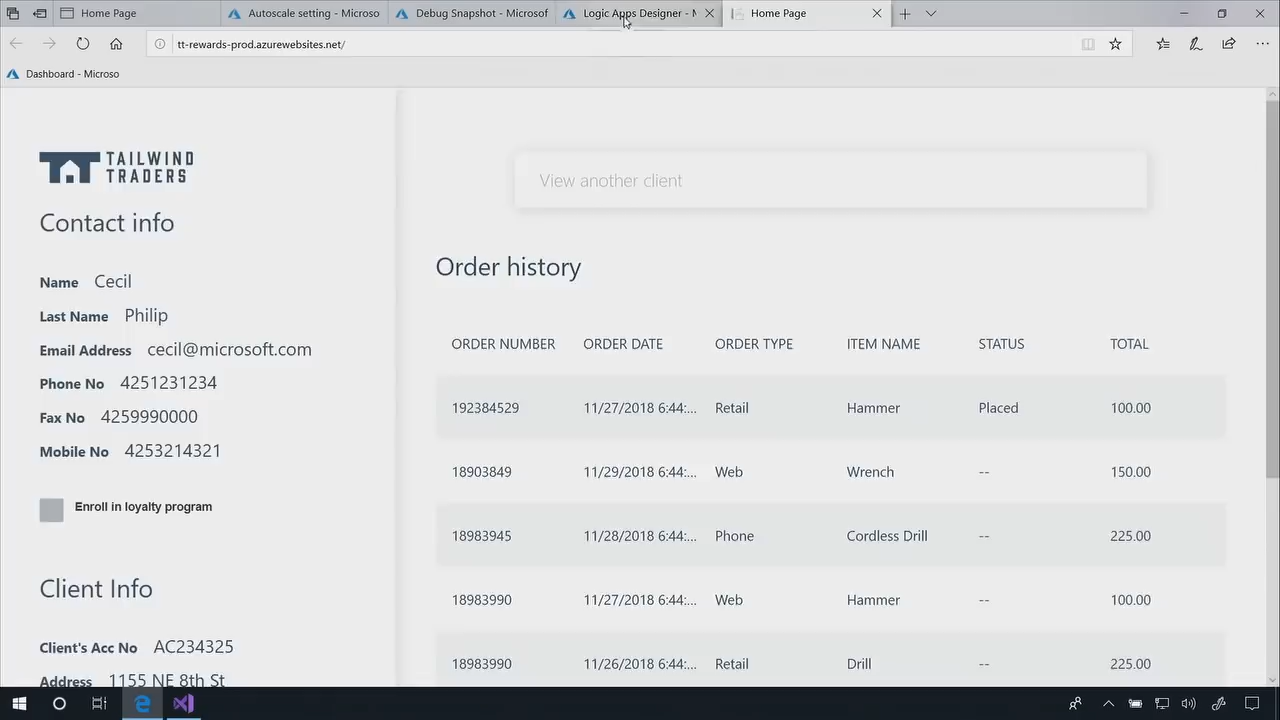 Home Page
Autoscale setting - Microso
Debug Snapshot - Microsof
Logic Apps Designer - M
Home Page
tt-rewards-prod.azurewebsites.net/
Dashboard - Microso
TAILWIND
TRADERS
View another client
Contact info
Name Cecil
Last Name Philip
Email Address cecil@microsoft.com
Phone No 4251231234
Fax No 4259990000
Mobile No 4253214321
Enroll in loyalty program
Client Info
Client's Acc No AC234325
Address 1155 NE 8th St
Order history
ORDER NUMBER ORDER DATE ORDER TYPE ITEM NAME STATUS TOTAL
192384529 11/27/2018 6:44:... Retail Hammer Placed 100.00
18903849 11/29/2018 6:44:... Web Wrench -- 150.00
18983945 11/28/2018 6:44:... Phone Cordless Drill -- 225.00
18983990 11/27/2018 6:44:... Web Hammer -- 100.00
18983990 11/26/2018 6:44:... Retail Drill -- 225.00